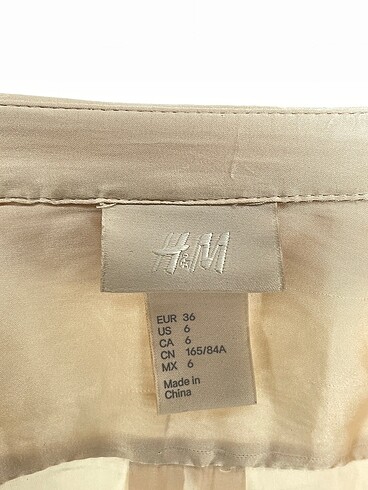 H&M
EUR 36
US 6
CA 6
CN 165/84A
MX 6
Made in
China